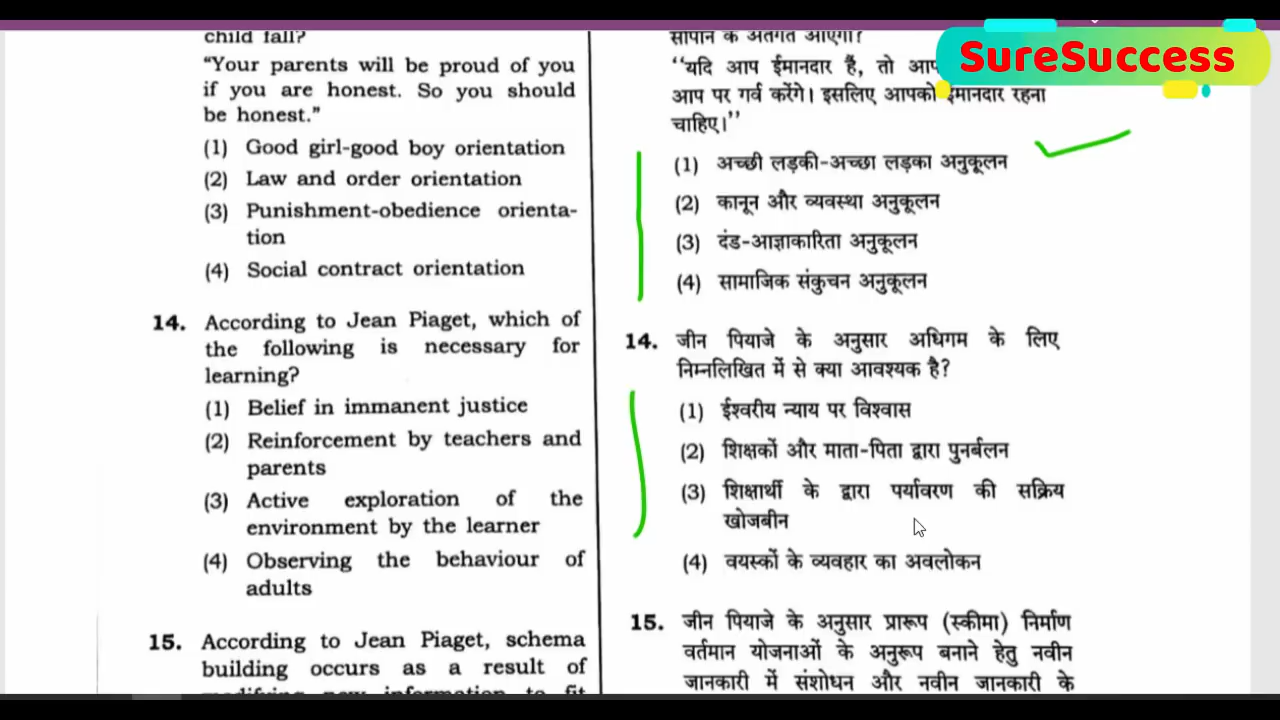 child fall?
"Your parents will be proud of you
if you are honest. So you should
be honest."
(1) Good girl-good boy orientation
(2) Law and order orientation
(3) Punishment-obedience orienta-
tion
(4) Social contract orientation
14. According to Jean Piaget, which of
the following is necessary for
learning?
(1) Belief in immanent justice
(2) Reinforcement by teachers and
parents
(3) Active exploration of the
environment by the learner
(4) Observing the behaviour of
adults
15. According to Jean Piaget, schema
building occurs as a result of
modifying new information to fit
सोपान के अंतर्गत आएगा?
“यदि आप ईमानदार हैं, तो आप
आप पर गर्व करेंगे। इसलिए आपको ईमानदार रहना
चाहिए।”
(1) अच्छी लड़की-अच्छा लड़का अनुकूलन
(2) कानून और व्यवस्था अनुकूलन
(3) दंड-आज्ञाकारिता अनुकूलन
(4) सामाजिक संकुचन अनुकूलन
14. जीन पियाजे के अनुसार अधिगम के लिए
निम्नलिखित में से क्या आवश्यक है?
(1) ईश्वरीय न्याय पर विश्वास
(2) शिक्षकों और माता-पिता द्वारा पुनर्बलन
(3) शिक्षार्थी के द्वारा पर्यावरण की सक्रिय
खोजबीन
(4) वयस्कों के व्यवहार का अवलोकन
15. जीन पियाजे के अनुसार प्रारूप (स्कीमा) निर्माण
वर्तमान योजनाओं के अनुरूप बनाने हेतु नवीन
जानकारी में संशोधन और नवीन जानकारी के
SureSuccess